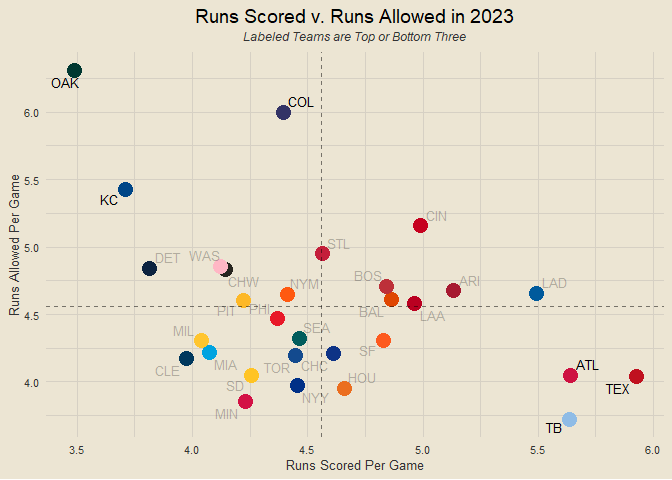 Runs Scored v. Runs Allowed in 2023
Labeled Teams are Top or Bottom Three
OAK
COL
6.0
5.5
KC
CIN
5.0
STL
DET
WAS
CHW
BOS
ARI
LAD
NYM
PIT
PHI
BAL
LAA
4.5
MIL
SEA
SF
CLE
MIA
TOR
CHC
ATL
4.0
SD
HOU
TEX
MIN
NYY
TB
3.5
4.0
4.5
5.0
5.5
6.0
Runs Scored Per Game
Runs Allowed Per Game